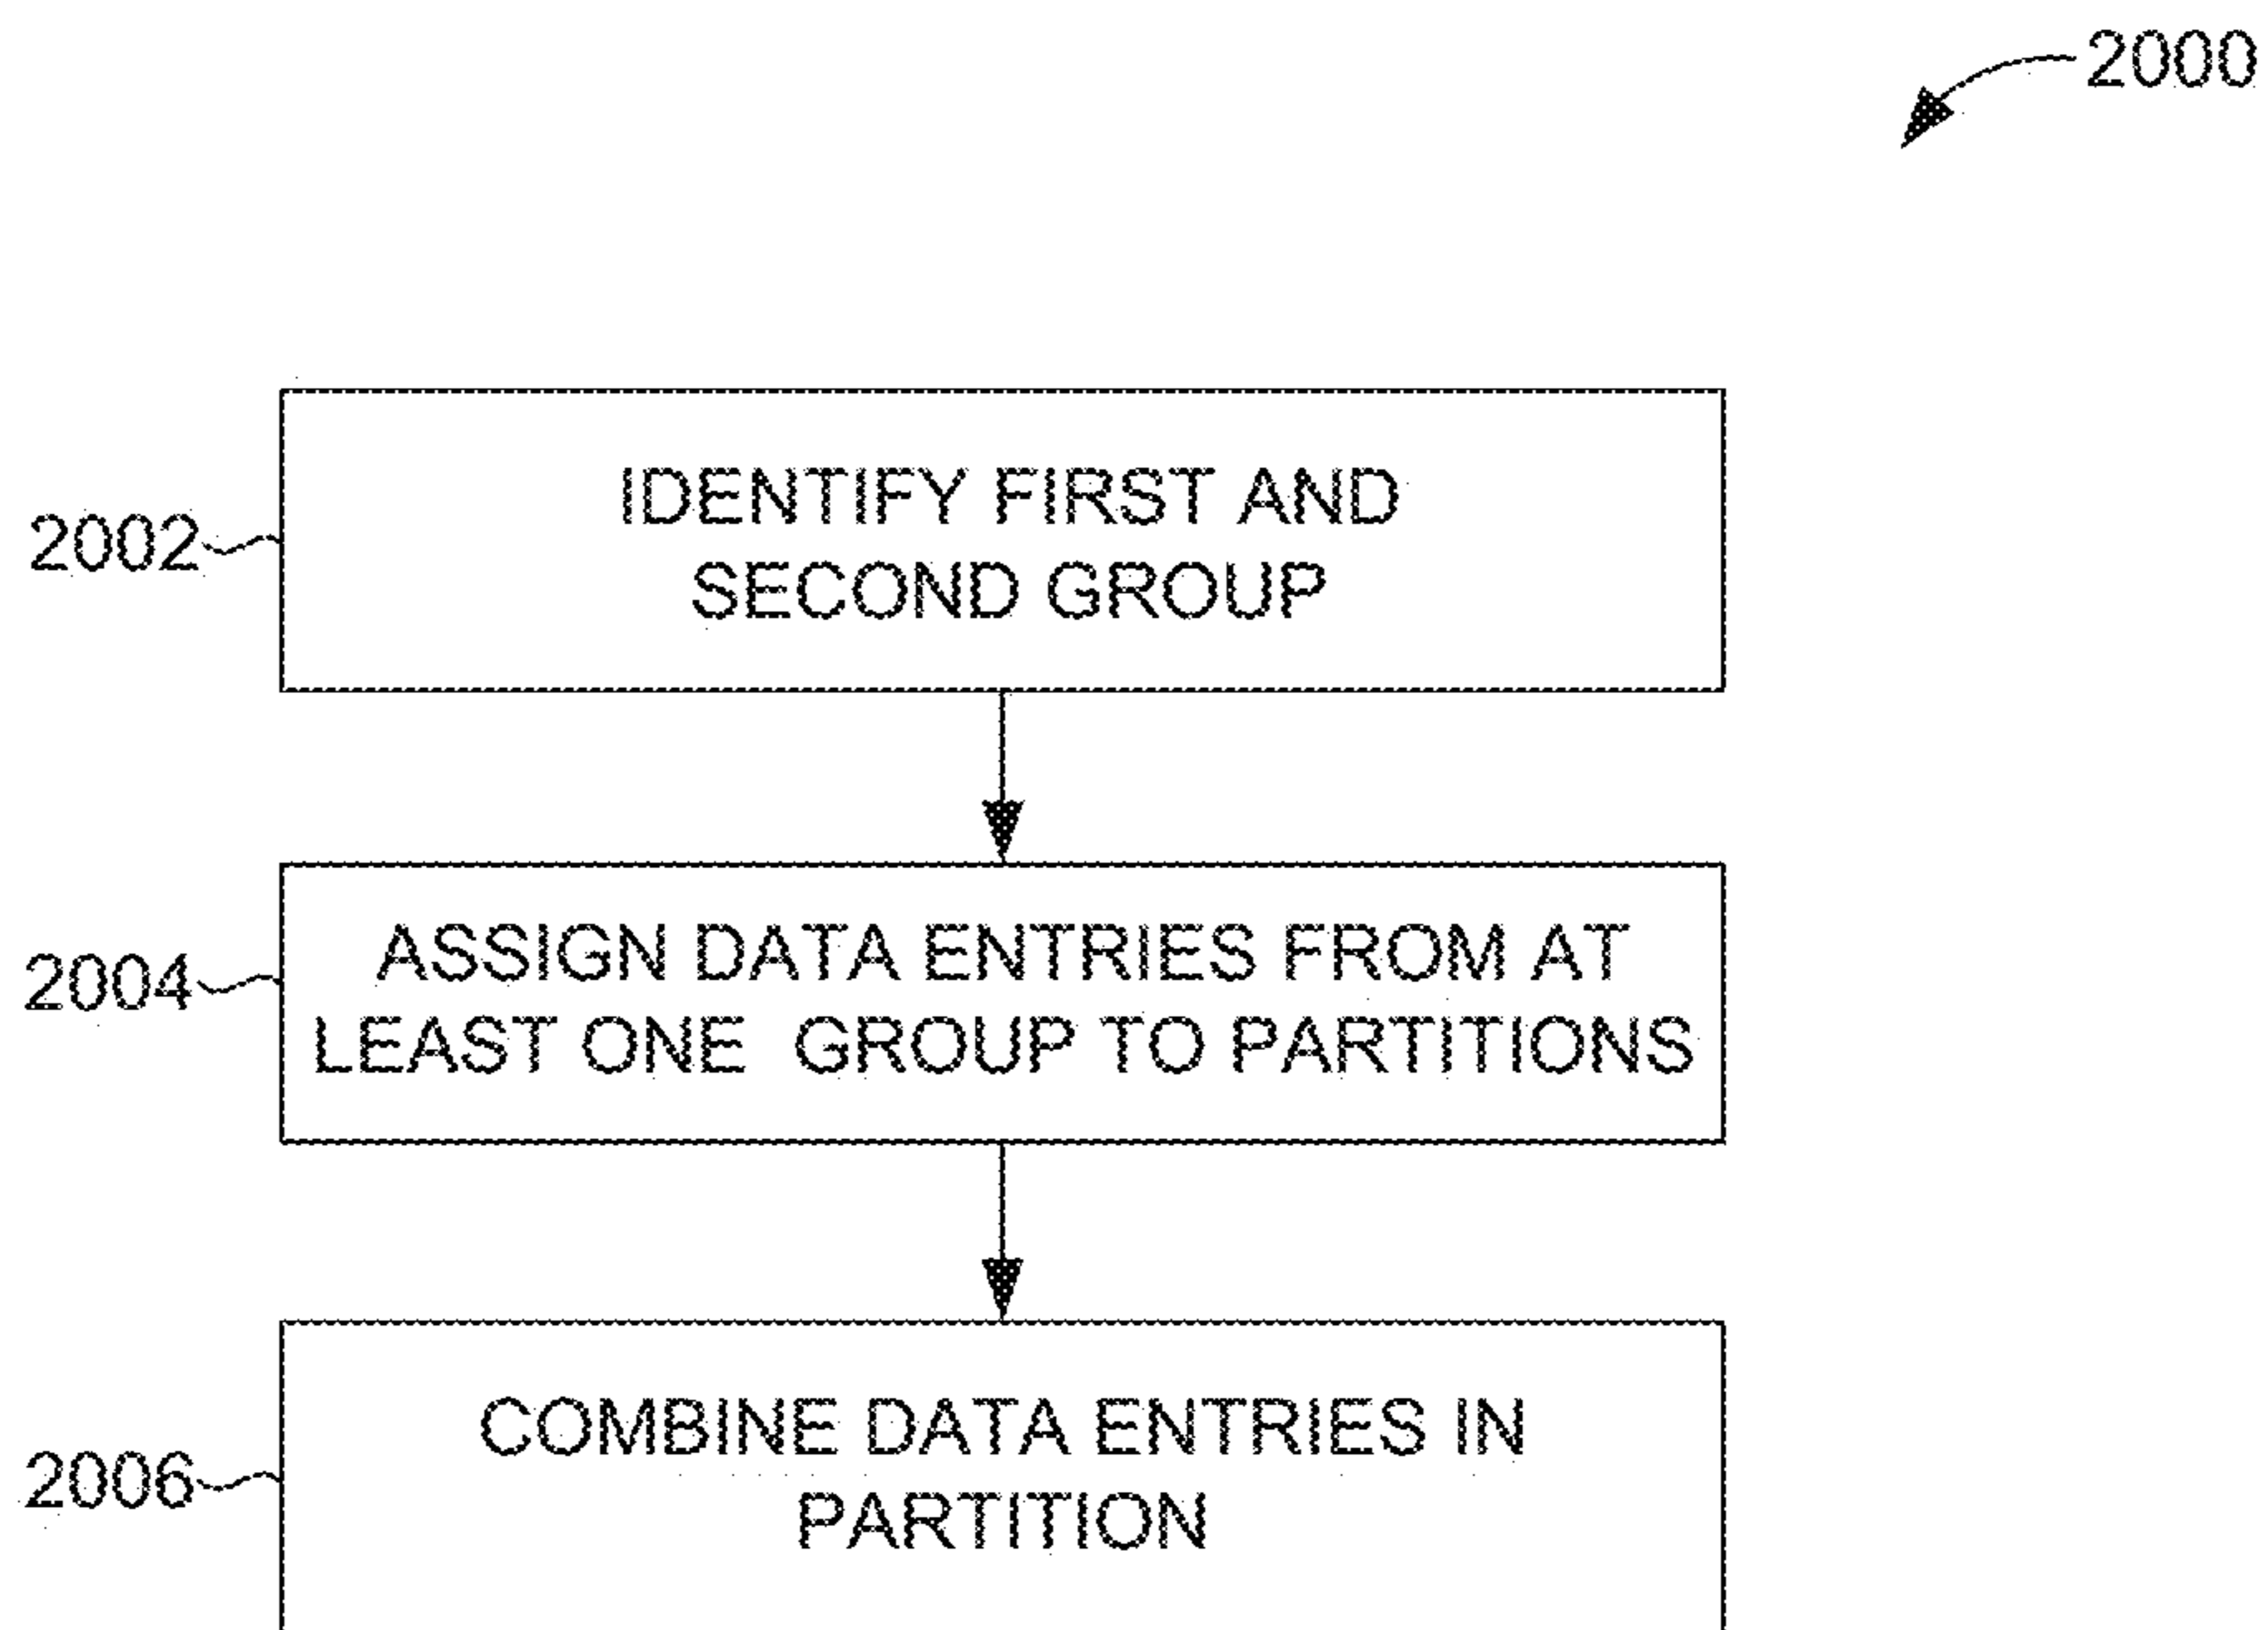 2000
2002
IDENTIFY FIRST AND
SECOND GROUP
2004
ASSIGN DATA ENTRIES FROM AT
LEAST ONE GROUP TO PARTITIONS
2006
COMBINE DATA ENTRIES IN
PARTITION